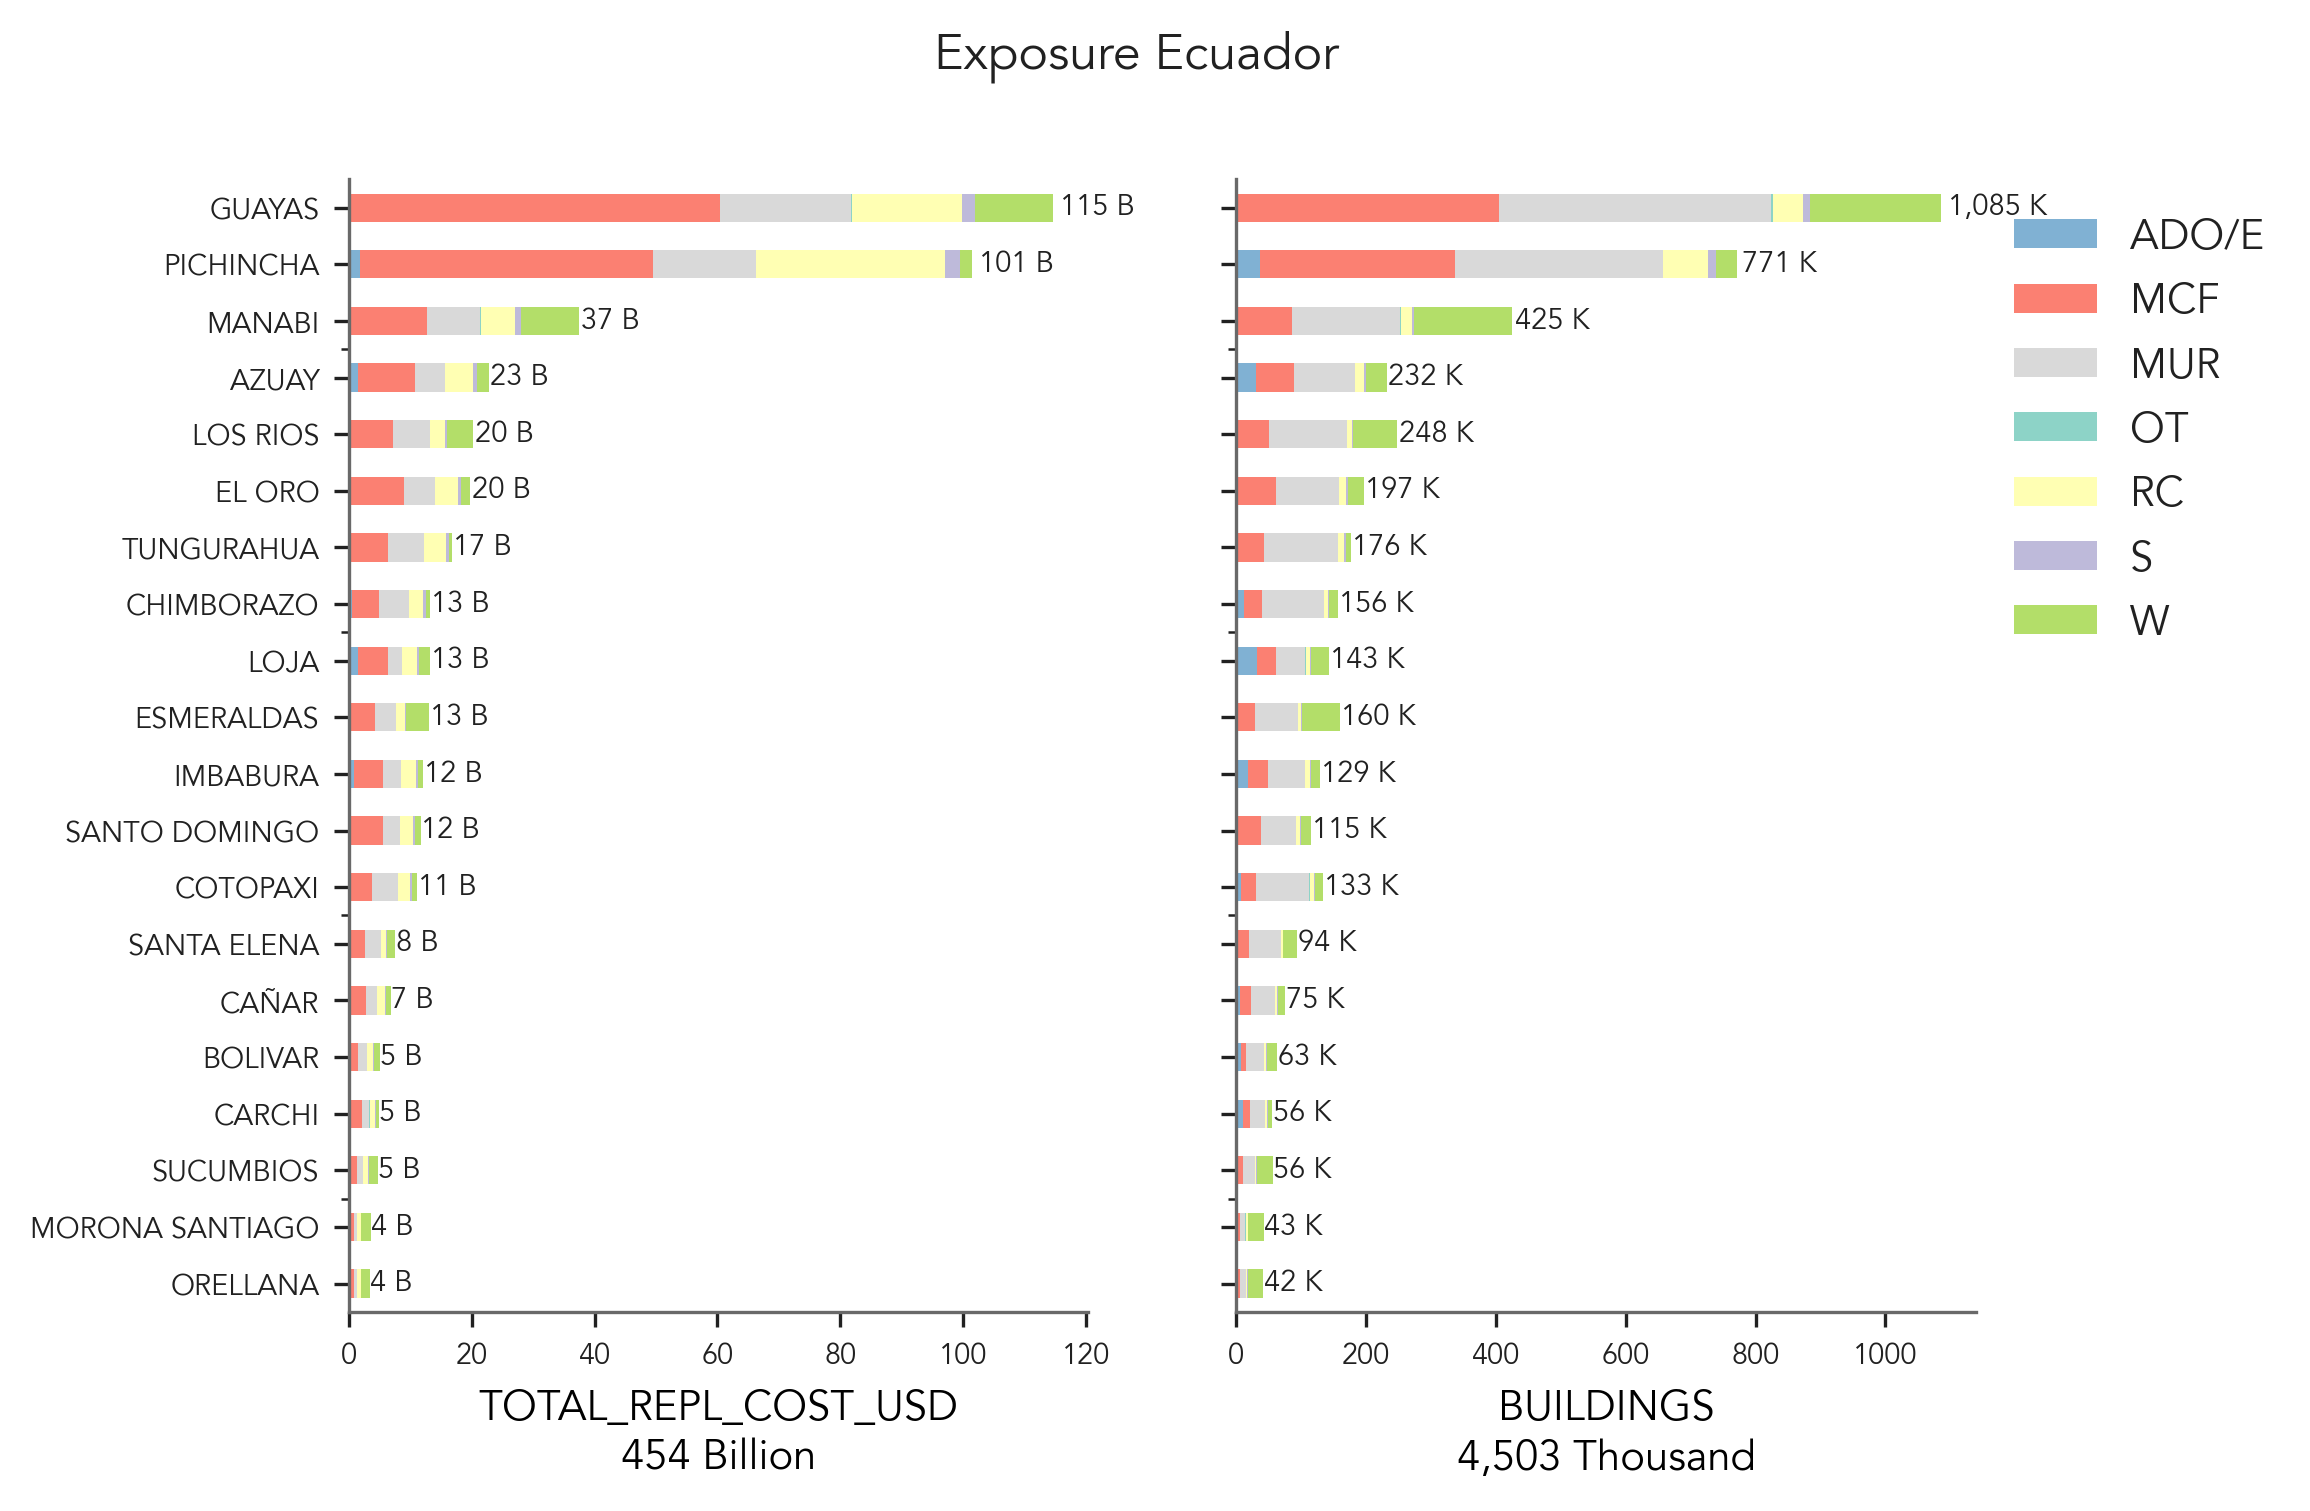 Exposure Ecuador
GUAYAS 115 B 1,085 K
PICHINCHA 101 B 771 K
MANABI 37 B 425 K
AZUAY 23 B 232 K
LOS RIOS 20 B 248 K
EL ORO 20 B 197 K
TUNGURAHUA 17 B 176 K
CHIMBORAZO 13 B 156 K
LOJA 13 B 143 K
ESMERALDAS 13 B 160 K
IMBABURA 12 B 129 K
SANTO DOMINGO 12 B 115 K
COTOPAXI 11 B 133 K
SANTA ELENA 8 B 94 K
CAÑAR 7 B 75 K
BOLIVAR 5 B 63 K
CARCHI 5 B 56 K
SUCUMBIOS 5 B 56 K
MORONA SANTIAGO 4 B 43 K
ORELLANA 4 B 42 K
0 20 40 60 80 100 120
TOTAL_REPL_COST_USD
454 Billion
0 200 400 600 800 1000
BUILDINGS
4,503 Thousand
ADO/E
MCF
MUR
OT
RC
S
W